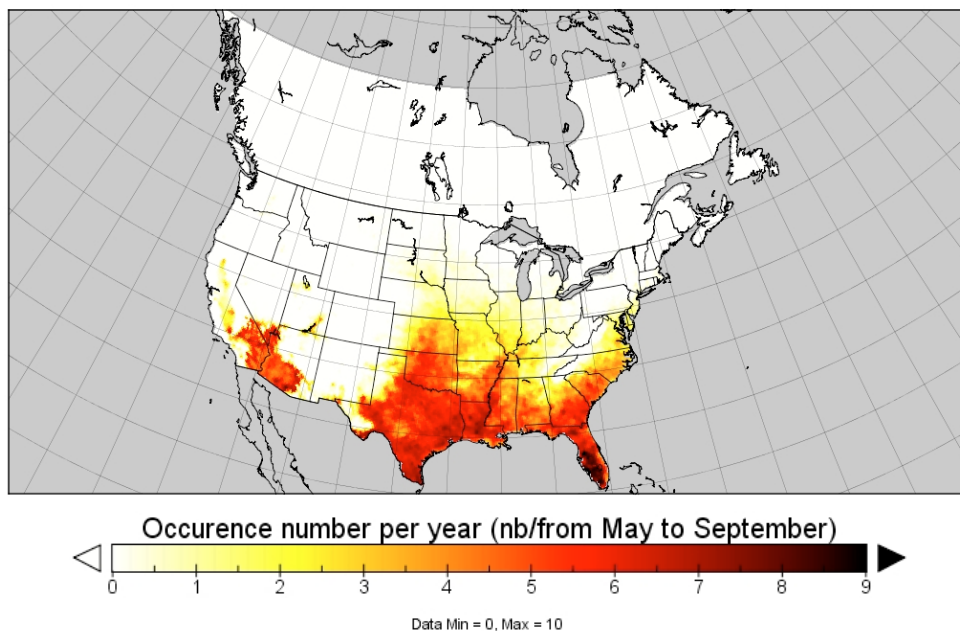 Occurence number per year (nb/from May to September)
0 1 2 3 4 5 6 7 8 9
Data Min = 0, Max = 10